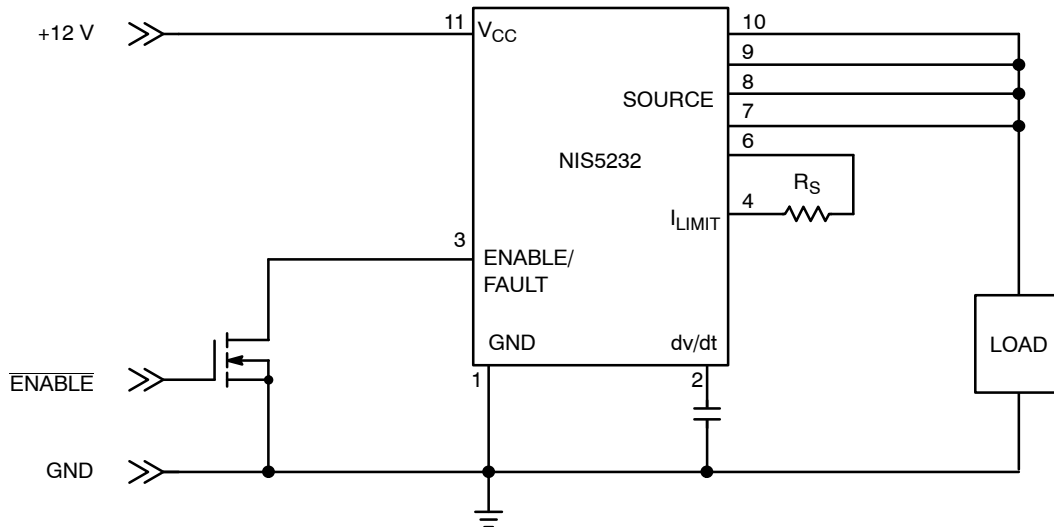 +12 V
11
V_CC
10
9
8
SOURCE
7
6
NIS5232
R_S
4
I_LIMIT
3
ENABLE/
FAULT
GND
dv/dt
LOAD
ENABLE
1
2
GND